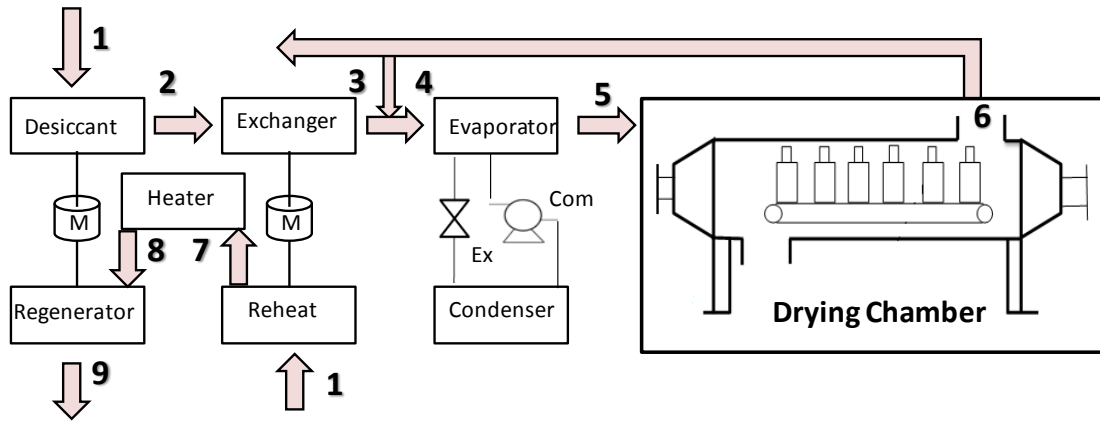 1
2
3
4
5
6
Desiccant
Exchanger
Evaporator
Heater
M
M
Com
8
7
Ex
Regenerator
Reheat
Condenser
Drying Chamber
9
1